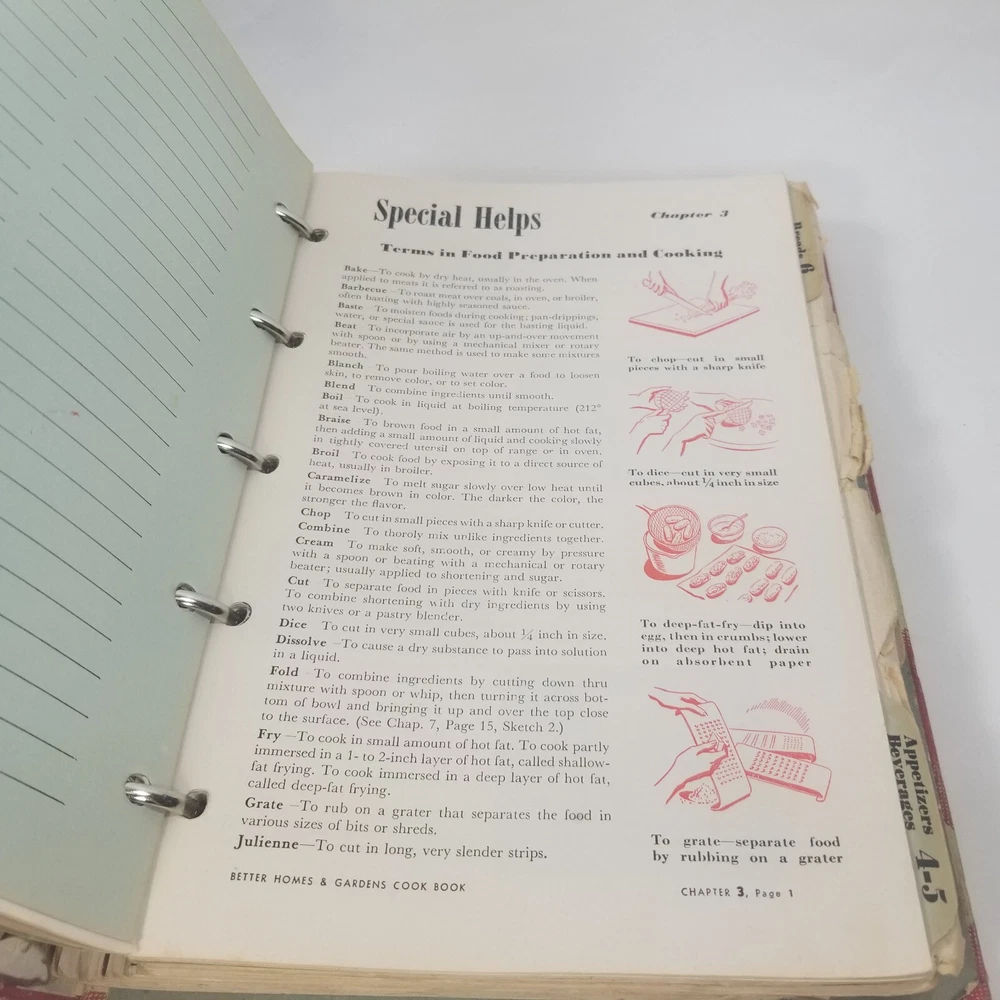 Special Helps
Chapter 3
Terms in Food Preparation and Cooking
Bake—To cook by dry heat, usually in the oven. When
applied to meats it is referred to as roasting.
Barbecue—To roast meat over coals, in oven, or broiler,
often basting with highly seasoned sauce.
Baste To moisten foods during cooking; pan-drippings,
water, or special sauce is used for the basting liquid.
Beat To incorporate air by an up-and-over movement
with spoon or by using a mechanical mixer or rotary
beater. The same method is used to make some mixtures
smooth.
Blanch To pour boiling water over a food to loosen
skin, to remove color, or to set color.
Blend To combine ingredients until smooth.
Boil To cook in liquid at boiling temperature (212°
at sea level).
Braise To brown food in a small amount of hot fat,
then adding a small amount of liquid and cooking slowly
in tightly covered utensil on top of range or in oven.
Broil To cook food by exposing it to a direct source of
heat, usually in broiler.
Caramelize To melt sugar slowly over low heat until
it becomes brown in color. The darker the color, the
stronger the flavor.
Chop To cut in small pieces with a sharp knife or cutter.
Combine To thoroly mix unlike ingredients together.
Cream To make soft, smooth, or creamy by pressure
with a spoon or beating with a mechanical or rotary
beater; usually applied to shortening and sugar.
Cut To separate food in pieces with knife or scissors.
To combine shortening with dry ingredients by using
two knives or a pastry blender.
Dice To cut in very small cubes, about ¼ inch in size.
Dissolve—To cause a dry substance to pass into solution
in a liquid.
Fold To combine ingredients by cutting down thru
mixture with spoon or whip, then turning it across bot-
tom of bowl and bringing it up and over the top close
to the surface. (See Chap. 7, Page 15, Sketch 2.)
Fry—To cook in small amount of hot fat. To cook partly
immersed in a 1- to 2-inch layer of hot fat, called shallow-
fat frying. To cook immersed in a deep layer of hot fat,
called deep-fat frying.
Grate—To rub on a grater that separates the food in
various sizes of bits or shreds.
Julienne—To cut in long, very slender strips.
To chop—cut in small
pieces with a sharp knife
To dice—cut in very small
cubes, about ¼ inch in size
To deep-fat-fry—dip into
egg, then in crumbs; lower
into deep hot fat; drain
on absorbent paper
To grate—separate food
by rubbing on a grater
BETTER HOMES & GARDENS COOK BOOK
CHAPTER 3, Page 1
Breads 6
Appetizers
Beverages 4-5